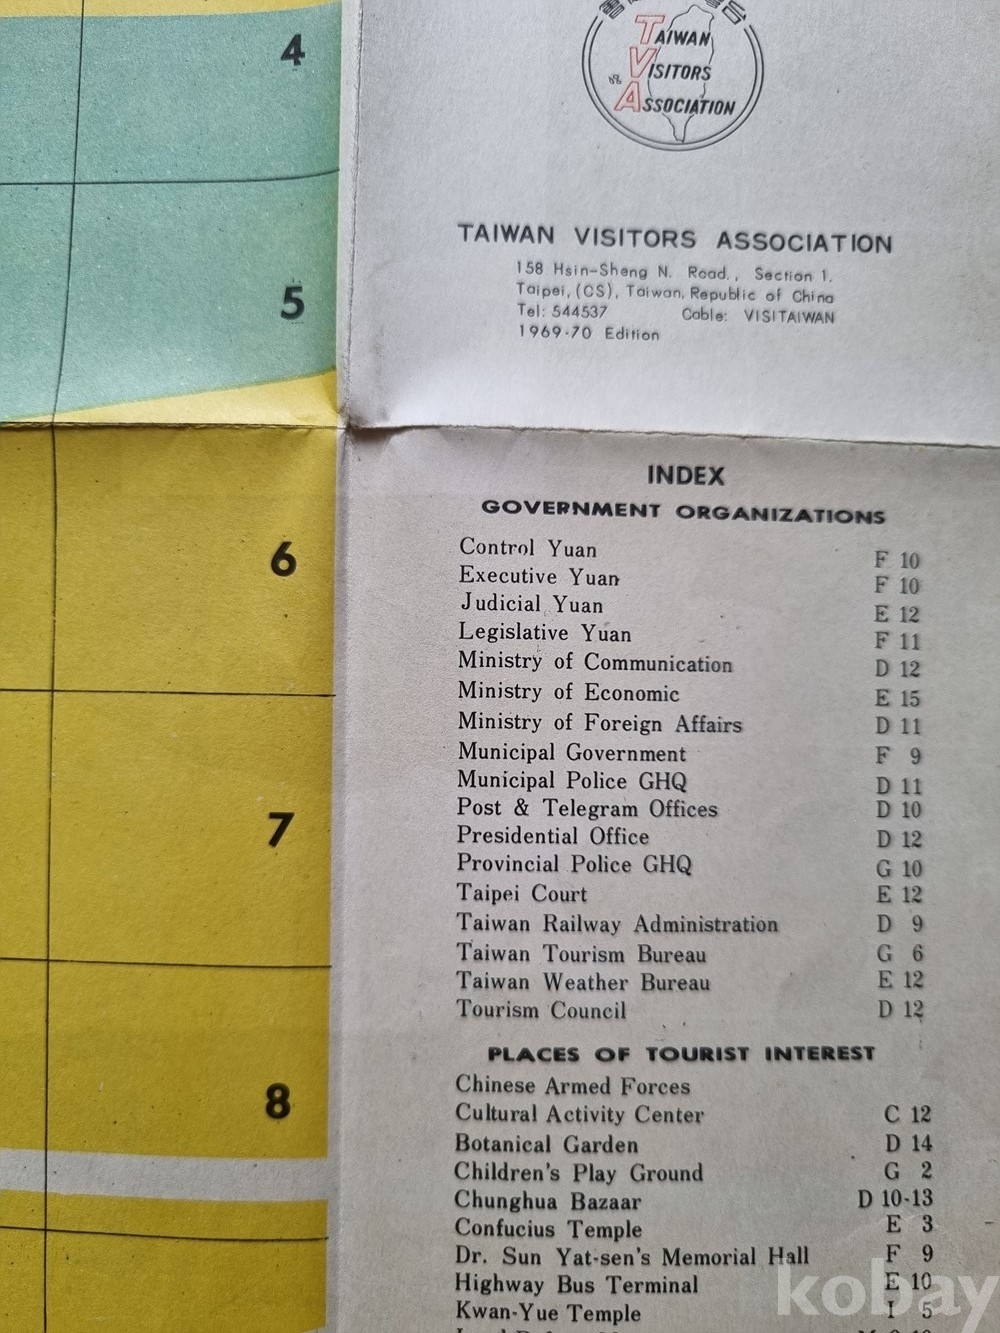 TAIWAN
VISITORS
ASSOCIATION
TAIWAN VISITORS ASSOCIATION
158 Hsin-Sheng N. Road., Section 1.
Taipei, (CS), Taiwan, Republic of China
Tel: 544537 Cable: VISITAIWAN
1969-70 Edition
4
5
6
7
8
INDEX
GOVERNMENT ORGANIZATIONS
Control Yuan F 10
Executive Yuan F 10
Judicial Yuan E 12
Legislative Yuan F 11
Ministry of Communication D 12
Ministry of Economic E 15
Ministry of Foreign Affairs D 11
Municipal Government F 9
Municipal Police GHQ D 11
Post & Telegram Offices D 10
Presidential Office D 12
Provincial Police GHQ G 10
Taipei Court E 12
Taiwan Railway Administration D 9
Taiwan Tourism Bureau G 6
Taiwan Weather Bureau E 12
Tourism Council D 12
PLACES OF TOURIST INTEREST
Chinese Armed Forces
Cultural Activity Center C 12
Botanical Garden D 14
Children's Play Ground G 2
Chunghua Bazaar D 10-13
Confucius Temple E 3
Dr. Sun Yat-sen's Memorial Hall F 9
Highway Bus Terminal E 10
Kwan-Yue Temple I 5
kobay